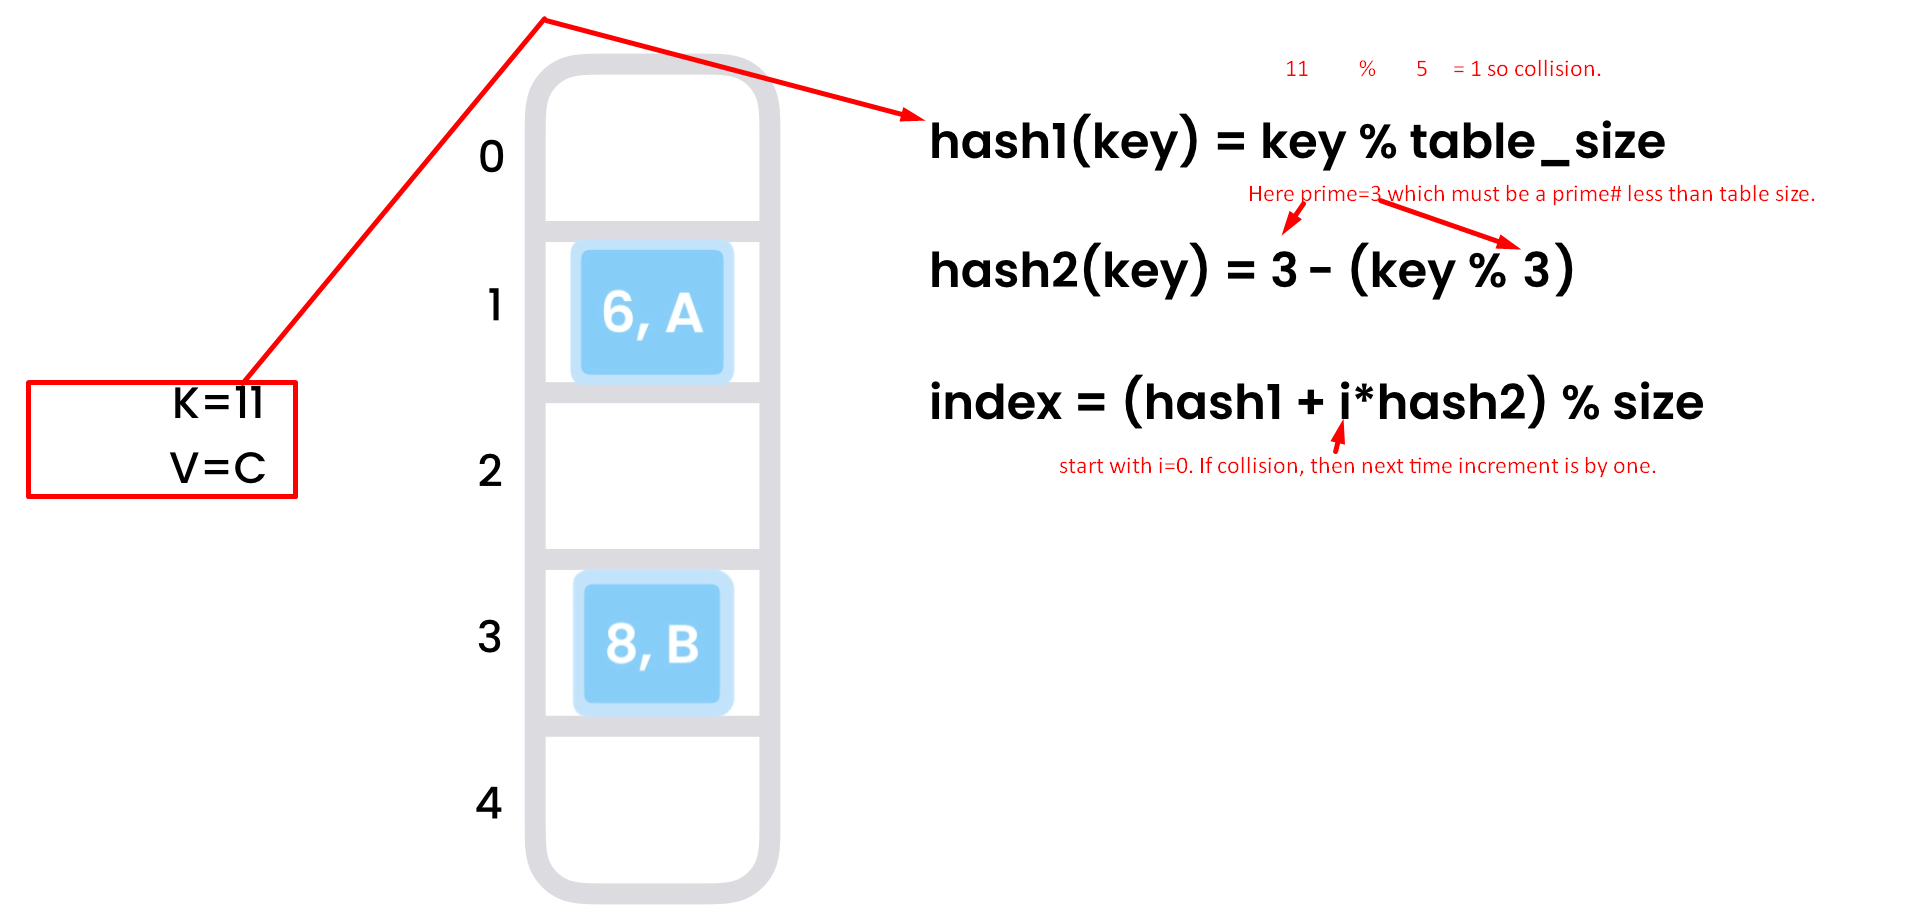 11 % 5 = 1 so collision.
hash1(key) = key % table_size
Here prime=3 which must be a prime# less than table size.
hash2(key) = 3 - (key % 3)
index = (hash1 + i*hash2) % size
start with i=0. If collision, then next time increment is by one.
K=11
V=C
0
1
6, A
2
3
8, B
4